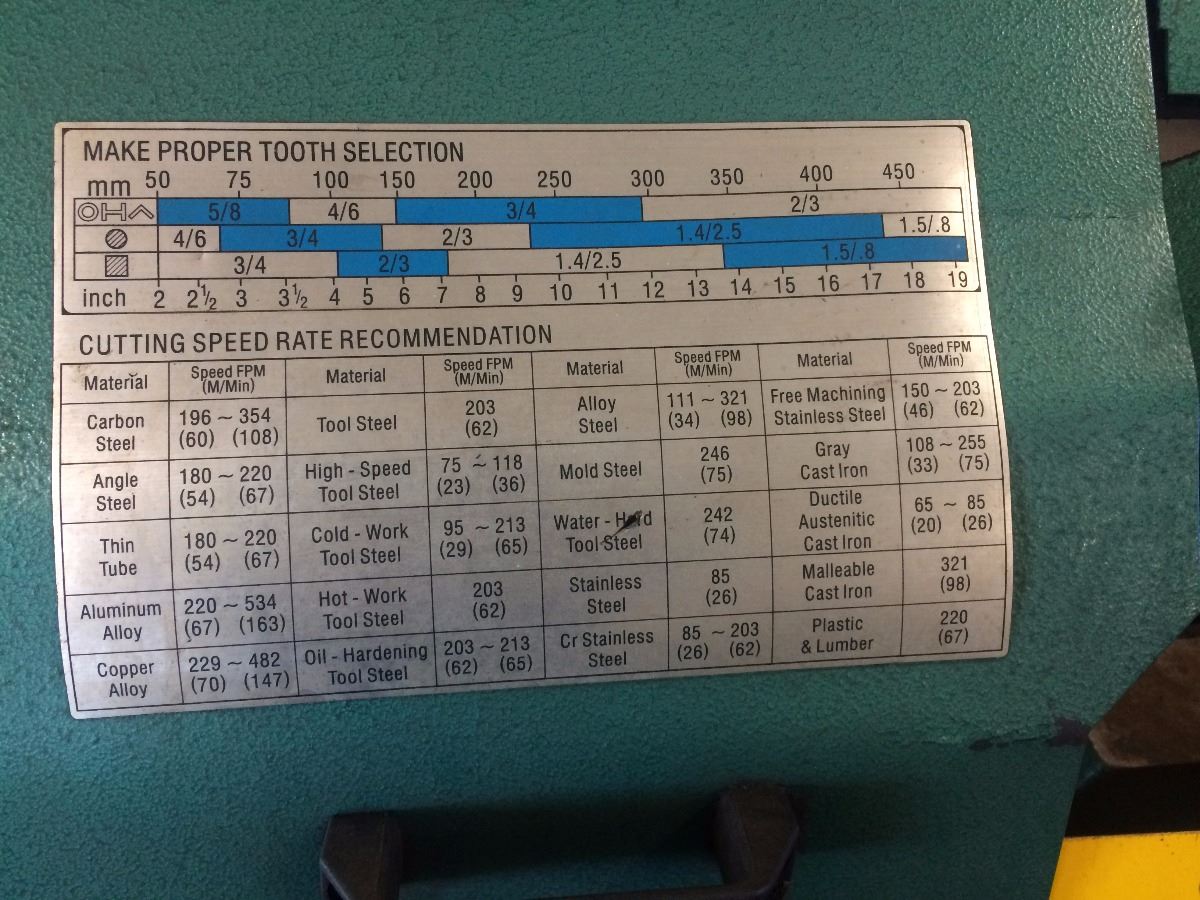 MAKE PROPER TOOTH SELECTION
mm 50 75 100 150 200 250 300 350 400 450
5/8 4/6 3/4 2/3
4/6 3/4 2/3 1.4/2.5 1.5/.8
3/4 2/3 1.4/2.5 1.5/.8
inch 2 2 1/2 3 3 1/2 4 5 6 7 8 9 10 11 12 13 14 15 16 17 18 19
CUTTING SPEED RATE RECOMMENDATION
Material Speed FPM (M/Min) Material Speed FPM (M/Min) Material Speed FPM (M/Min) Material Speed FPM (M/Min)
Carbon Steel 196 ~ 354 (60) (108) Tool Steel 203 (62) Alloy Steel 111 ~ 321 (34) (98) Free Machining Stainless Steel 150 ~ 203 (46) (62)
Angle Steel 180 ~ 220 (54) (67) High - Speed Tool Steel 75 ~ 118 (23) (36) Mold Steel 246 (75) Gray Cast Iron 108 ~ 255 (33) (75)
Thin Tube 180 ~ 220 (54) (67) Cold - Work Tool Steel 95 ~ 213 (29) (65) Water - Hard Tool Steel 242 (74) Ductile Austenitic Cast Iron 65 ~ 85 (20) (26)
Aluminum Alloy 220 ~ 534 (67) (163) Hot - Work Tool Steel 203 (62) Stainless Steel 85 (26) Malleable Cast Iron 321 (98)
Copper Alloy 229 ~ 482 (70) (147) Oil - Hardening Tool Steel 203 ~ 213 (62) (65) Cr Stainless Steel 85 ~ 203 (26) (62) Plastic & Lumber 220 (67)